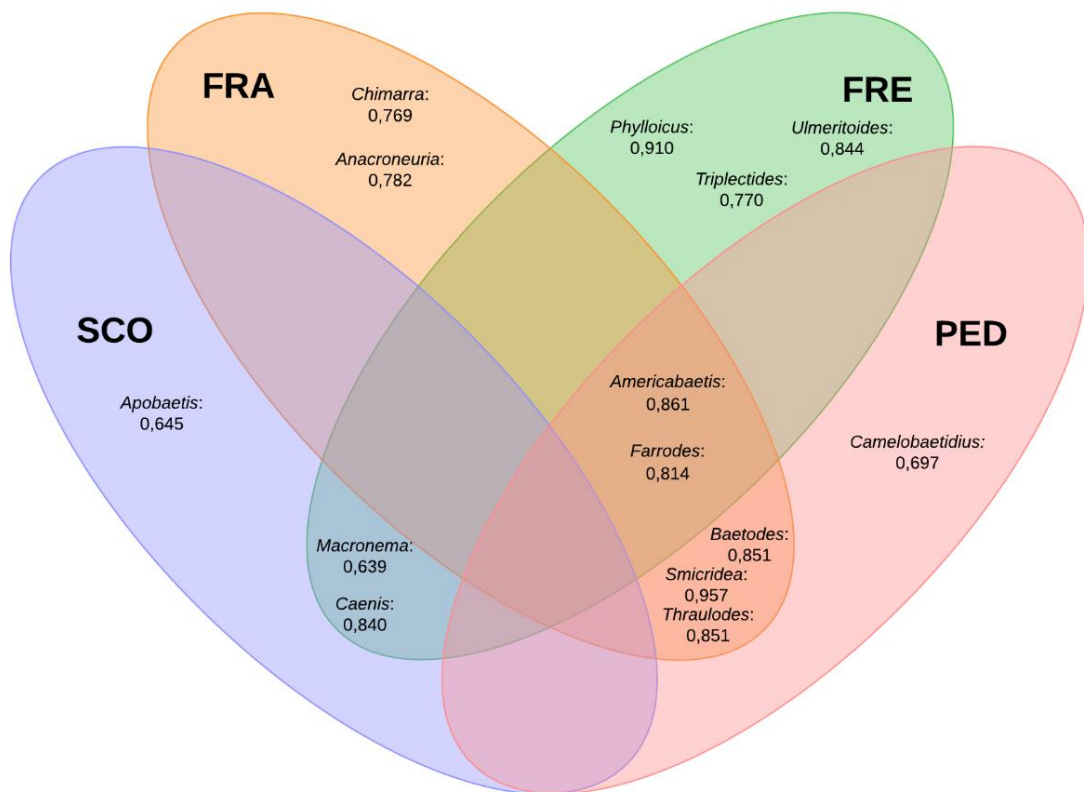 FRA
Chimarra:
0,769
Anacroneuria:
0,782
FRE
Phylloicus:
0,910
Ulmeritoides:
0,844
Triplectides:
0,770
SCO
Apobaetis:
0,645
PED
Camelobaetidius:
0,697
Americabaetis:
0,861
Farrodes:
0,814
Macronema:
0,639
Caenis:
0,840
Baetodes:
0,851
Smicridea:
0,957
Thraulodes:
0,851